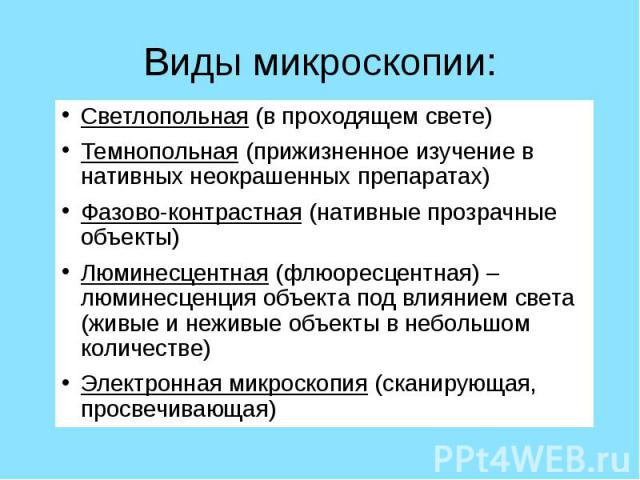 Виды микроскопии:
• Светлопольная (в проходящем свете)
• Темнопольная (прижизненное изучение в
нативных неокрашенных препаратах)
• Фазово-контрастная (нативные прозрачные
объекты)
• Люминесцентная (флюоресцентная) –
люминесценция объекта под влиянием света
(живые и неживые объекты в небольшом
количестве)
• Электронная микроскопия (сканирующая,
просвечивающая)
PPt4WEB.ru